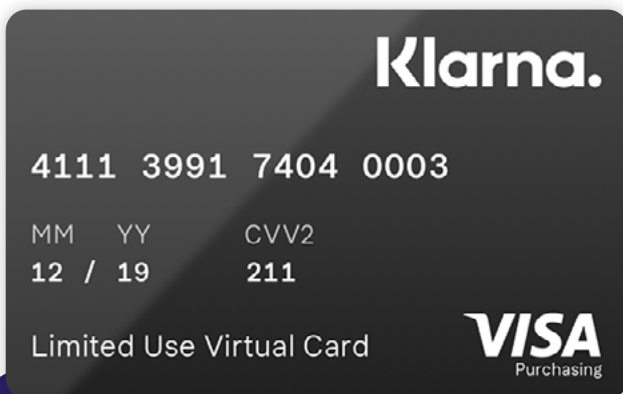 Klarna.
4111 3991 7404 0003
MM YY CVV2
12 / 19 211
Limited Use Virtual Card
VISA
Purchasing